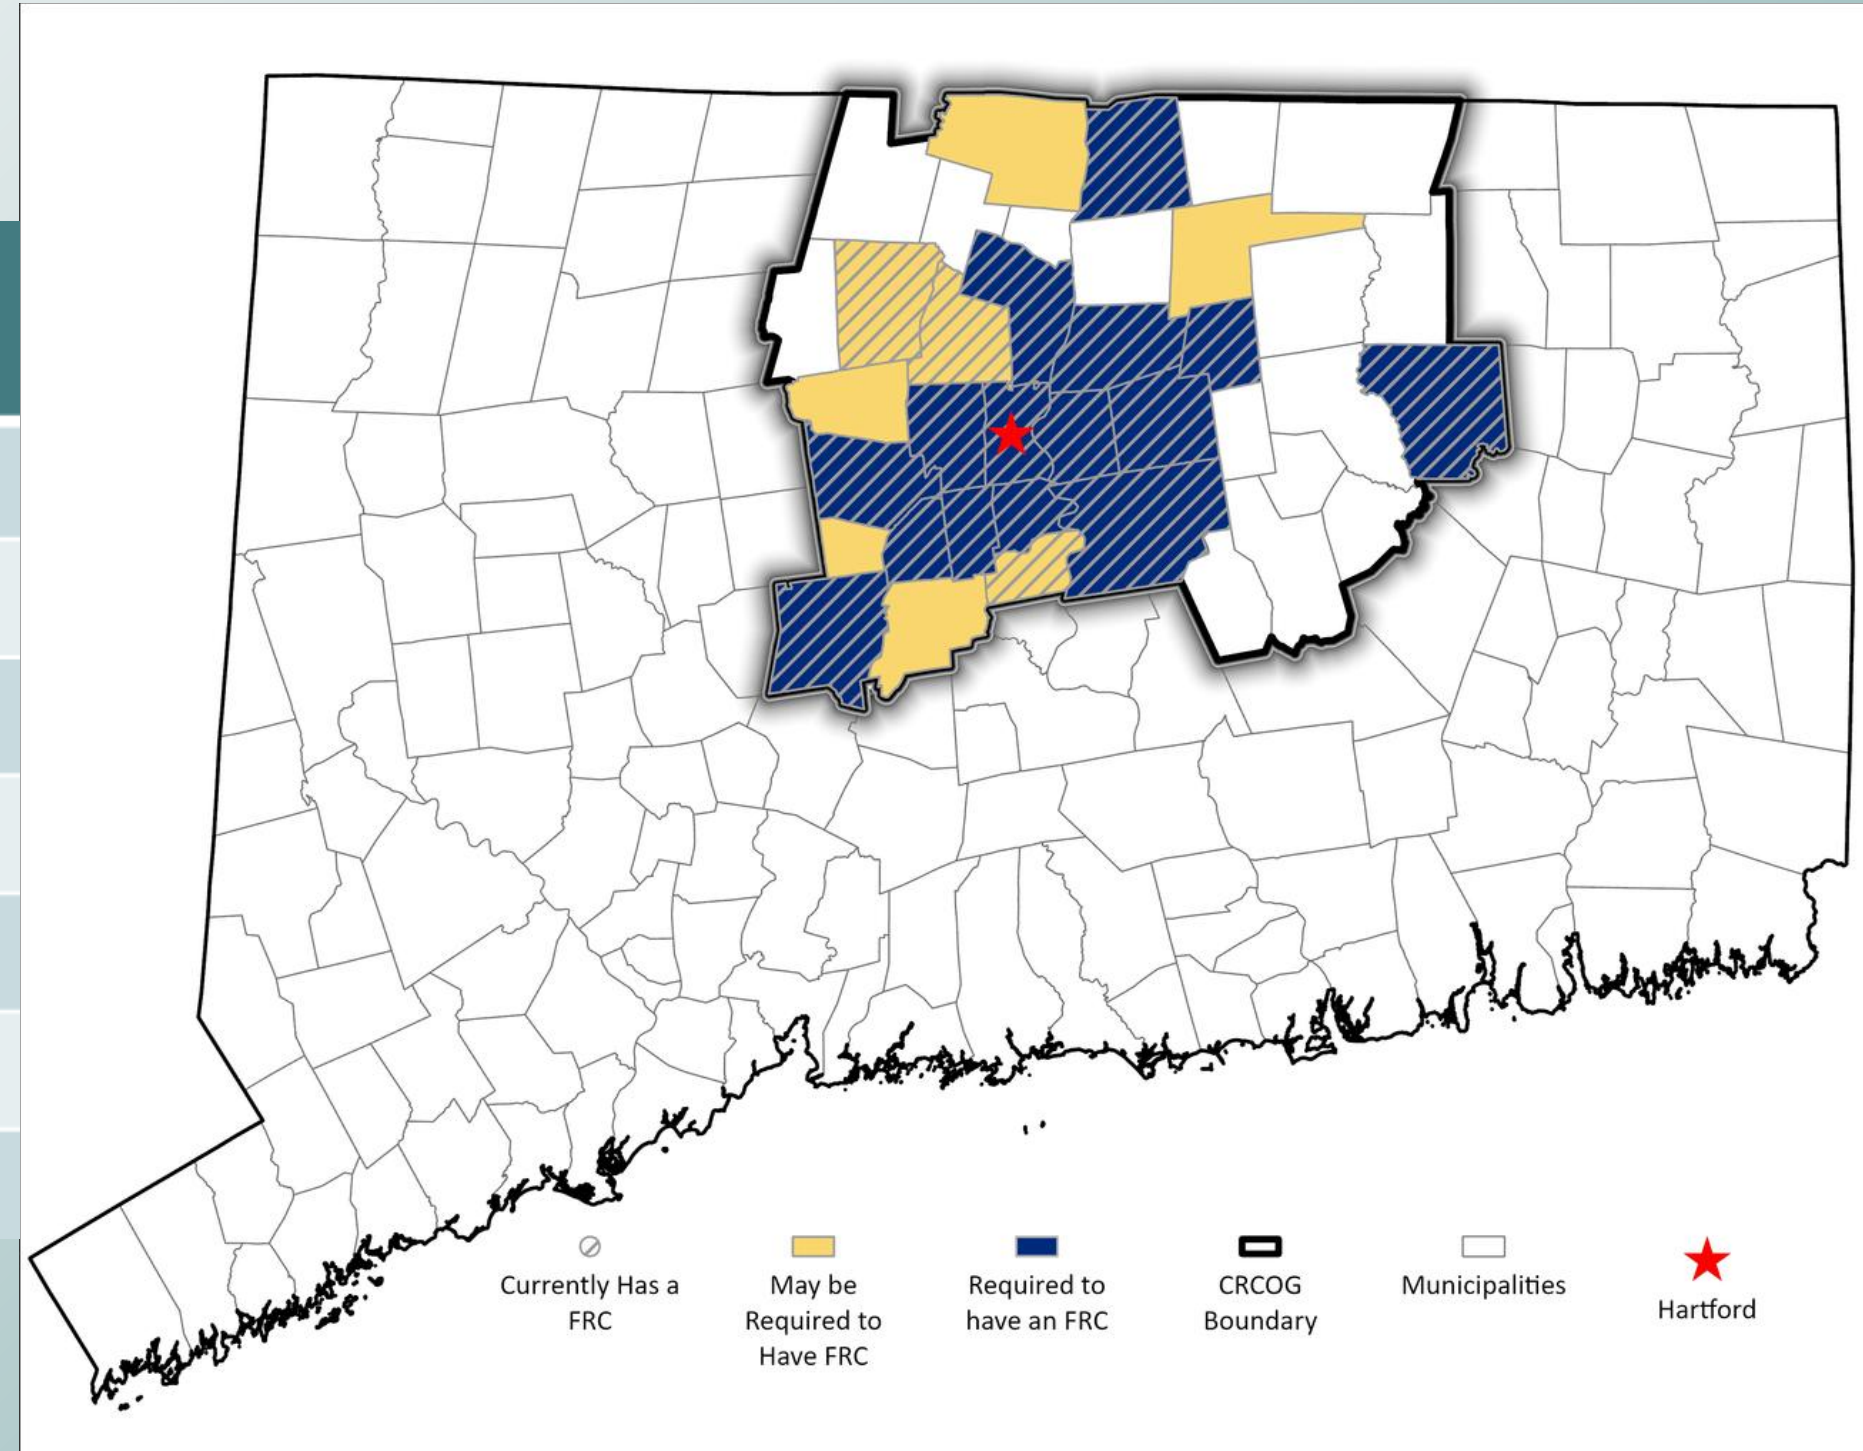 Currently Has a
FRC
May be
Required to
Have FRC
Required to
have an FRC
CRCOG
Boundary
Municipalities
Hartford